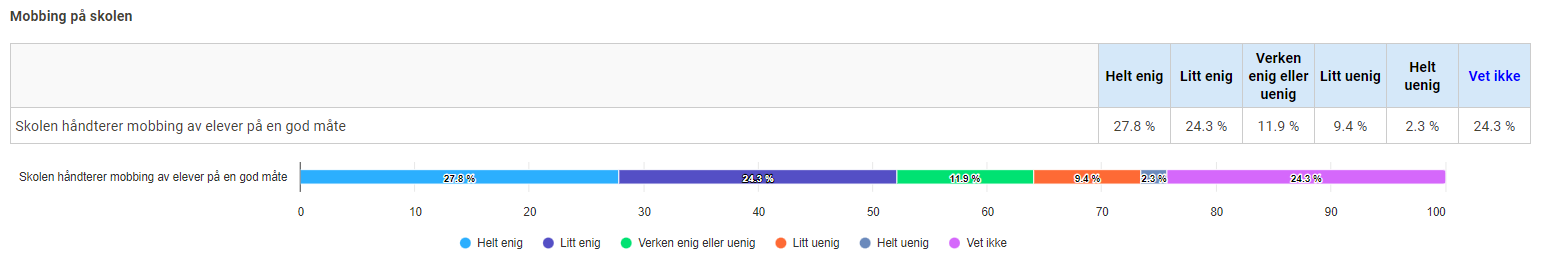 Mobbing på skolen
Helt enig Litt enig Verken enig eller uenig Litt uenig Helt uenig Vet ikke
Skolen håndterer mobbing av elever på en god måte 27.8 % 24.3 % 11.9 % 9.4 % 2.3 % 24.3 %
Skolen håndterer mobbing av elever på en god måte 27.8 % 24.3 % 11.9 % 9.4 % 2.3 % 24.3 %
0 10 20 30 40 50 60 70 80 90 100
Helt enig Litt enig Verken enig eller uenig Litt uenig Helt uenig Vet ikke